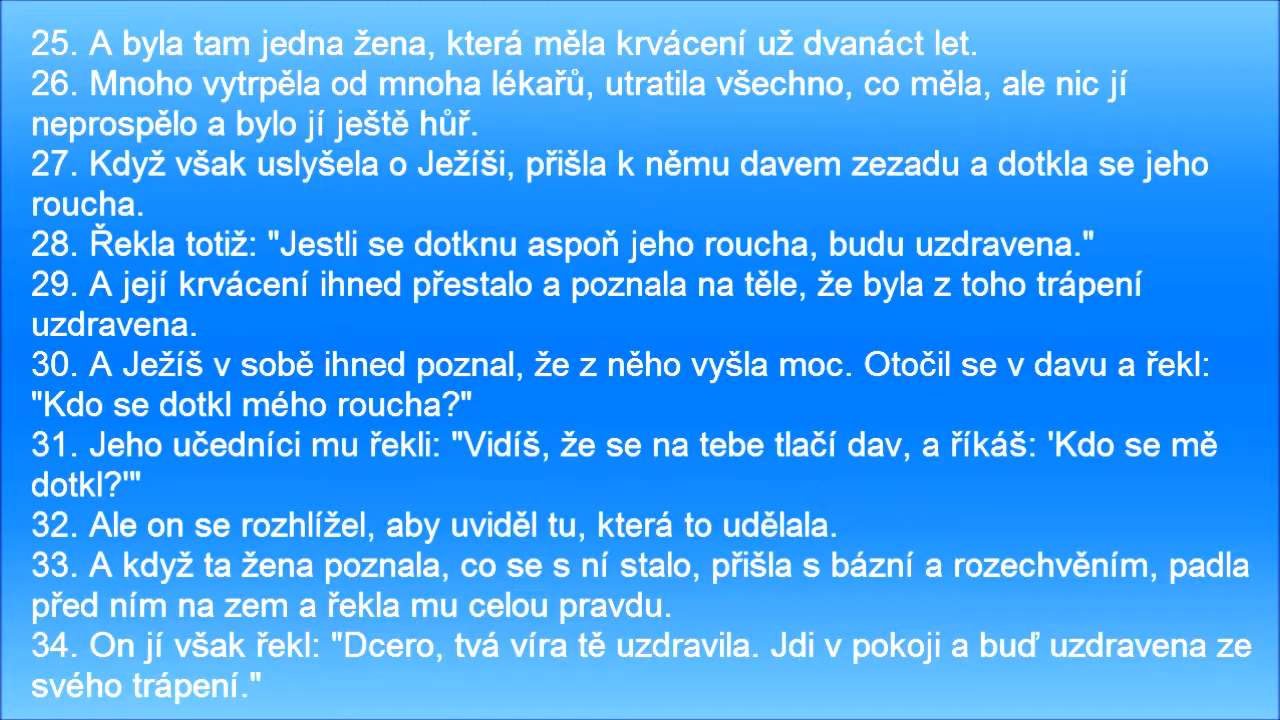 25. A byla tam jedna žena, která měla krvácení už dvanáct let.
26. Mnoho vytrpěla od mnoha lékařů, utratila všechno, co měla, ale nic jí
neprospělo a bylo jí ještě hůř.
27. Když však uslyšela o Ježíši, přišla k němu davem zezadu a dotkla se jeho
roucha.
28. Řekla totiž: "Jestli se dotknu aspoň jeho roucha, budu uzdravena."
29. A její krvácení ihned přestalo a poznala na těle, že byla z toho trápení
uzdravena.
30. A Ježíš v sobě ihned poznal, že z něho vyšla moc. Otočil se v davu a řekl:
"Kdo se dotkl mého roucha?"
31. Jeho učedníci mu řekli: "Vidíš, že se na tebe tlačí dav, a říkáš: 'Kdo se mě
dotkl?'"
32. Ale on se rozhlížel, aby uviděl tu, která to udělala.
33. A když ta žena poznala, co se s ní stalo, přišla s bázní a rozechvěním, padla
před ním na zem a řekla mu celou pravdu.
34. On jí však řekl: "Dcero, tvá víra tě uzdravila. Jdi v pokoji a buď uzdravena ze
svého trápení."